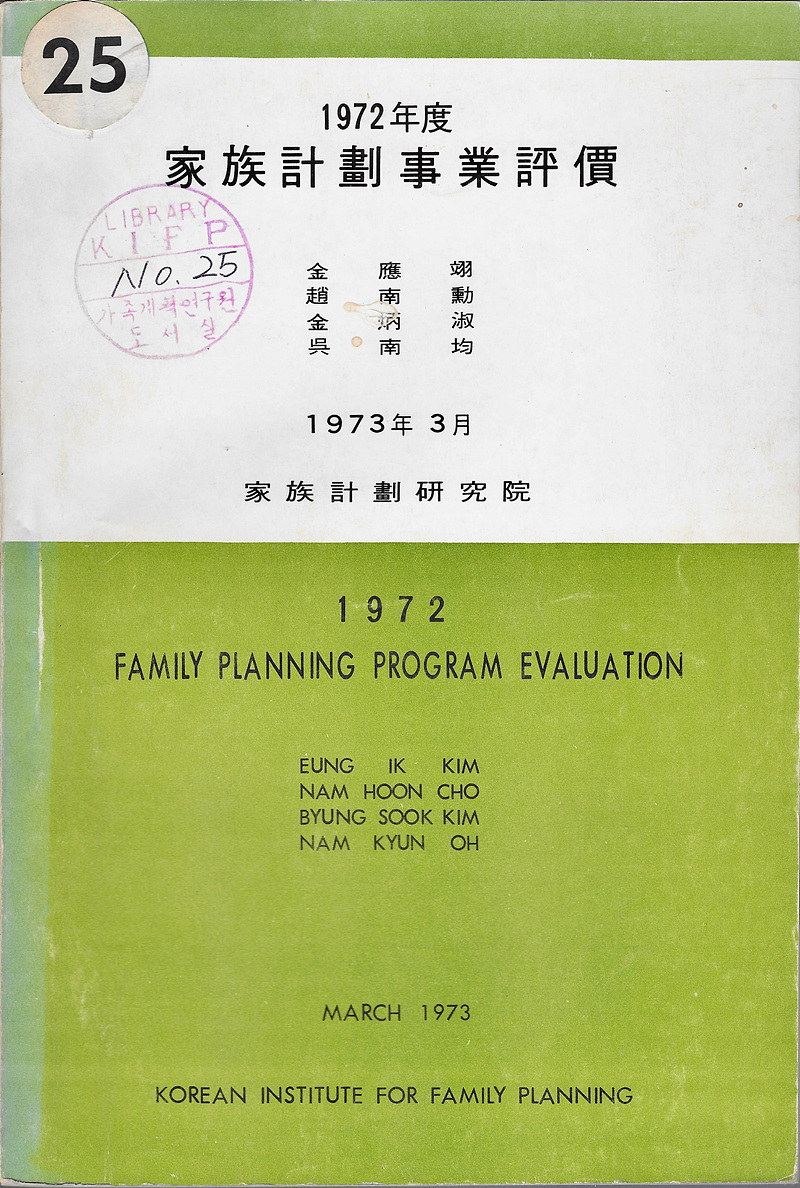 25
1972年度
家族計劃事業評價
LIBRARY
KIFP
No. 25
가족개획연구원
도서실
金應翊
趙南勳
金炳淑
吳南均
1973年 3月
家族計劃研究院
1972
FAMILY PLANNING PROGRAM EVALUATION
EUNG IK KIM
NAM HOON CHO
BYUNG SOOK KIM
NAM KYUN OH
MARCH 1973
KOREAN INSTITUTE FOR FAMILY PLANNING